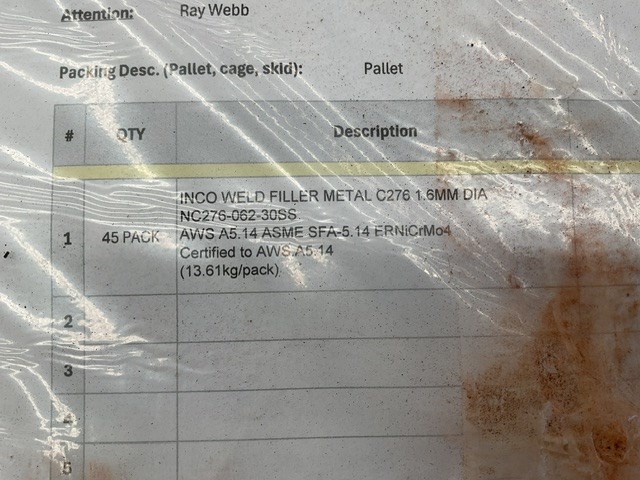 Attention: Ray Webb
Packing Desc. (Pallet, cage, skid): Pallet
# QTY Description
INCO WELD FILLER METAL C276 1.6MM DIA
NC276-062-30SS
1 45 PACK AWS A5.14 ASME SFA-5.14 ERNiCrMo4
Certified to AWS.A5.14
(13.61kg/pack)
2
3
4
5